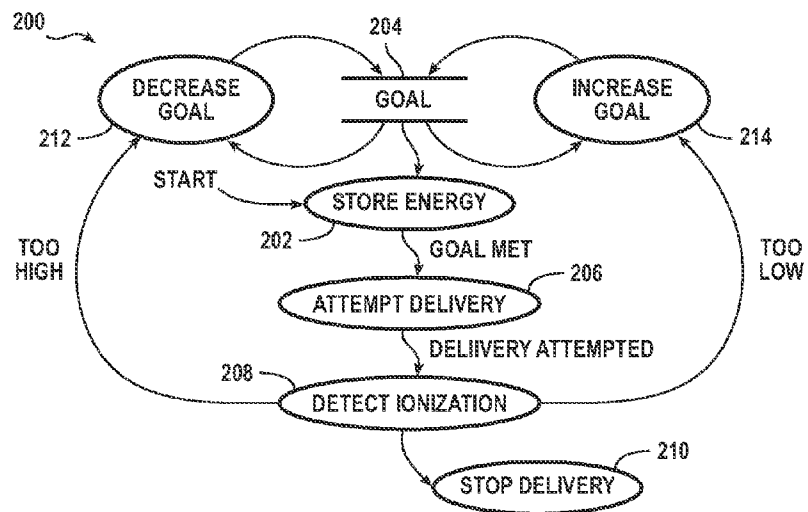 200
204
DECREASE
GOAL
GOAL
INCREASE
GOAL
212
214
START
STORE ENERGY
202
GOAL MET
TOO
HIGH
TOO
LOW
206
ATTEMPT DELIVERY
DELIIVERY ATTEMPTED
208
DETECT IONIZATION
210
STOP DELIVERY